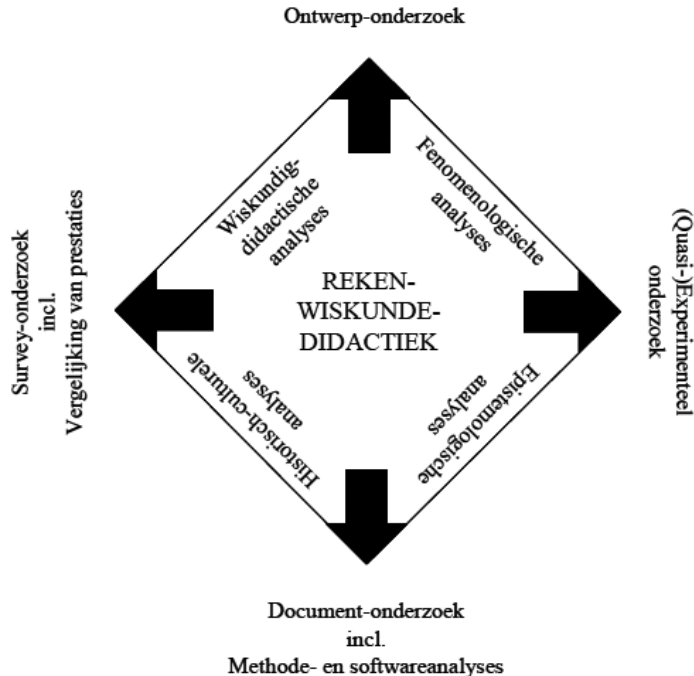 Ontwerp-onderzoek
Wiskundig-
didactische
analyses
Fenomenologische
analyses
Survey-onderzoek
incl.
Vergelijking van prestaties
REKEN-
WISKUNDE-
DIDACTIEK
(Quasi-)Experimenteel
onderzoek
Historisch-culturele
analyses
Epistemologische
analyses
Document-onderzoek
incl.
Methode- en softwareanalyses